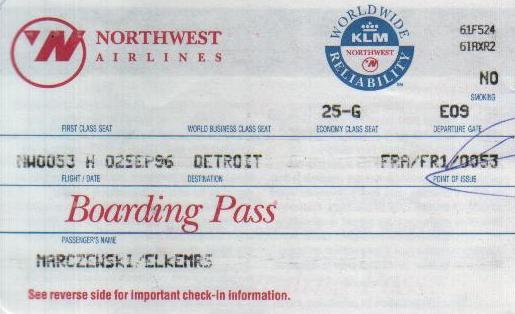 NORTHWEST
AIRLINES
WORLDWIDE
KLM
NORTHWEST
RELIABILITY
61F524
61AXR2
NO
SMOKING
25-G E09
FIRST CLASS SEAT WORLD BUSINESS CLASS SEAT ECONOMY CLASS SEAT DEPARTURE GATE
NW0053 H 02SEP96 DETROIT FRA/FR1/0053
FLIGHT / DATE DESTINATION POINT OF ISSUE
Boarding Pass
PASSENGER'S NAME
MARCZEWSKI/ELKEMRS
See reverse side for important check-in information.